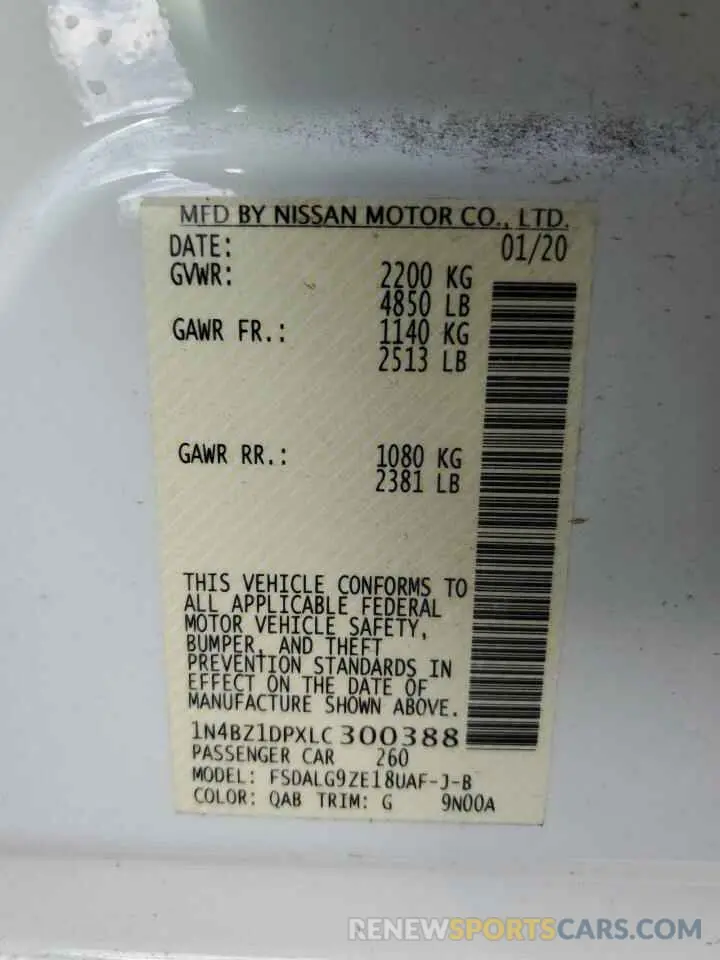 MFD BY NISSAN MOTOR CO., LTD.
DATE: 01/20
GVWR: 2200 KG
4850 LB
GAWR FR.: 1140 KG
2513 LB
GAWR RR.: 1080 KG
2381 LB
THIS VEHICLE CONFORMS TO
ALL APPLICABLE FEDERAL
MOTOR VEHICLE SAFETY,
BUMPER, AND THEFT
PREVENTION STANDARDS IN
EFFECT ON THE DATE OF
MANUFACTURE SHOWN ABOVE.
1N4BZ1DPXLC300388
PASSENGER CAR 260
MODEL: FSDALG9ZE18UAF-J-B
COLOR: QAB TRIM: G 9N00A
RENEWSPORTSCARS.COM